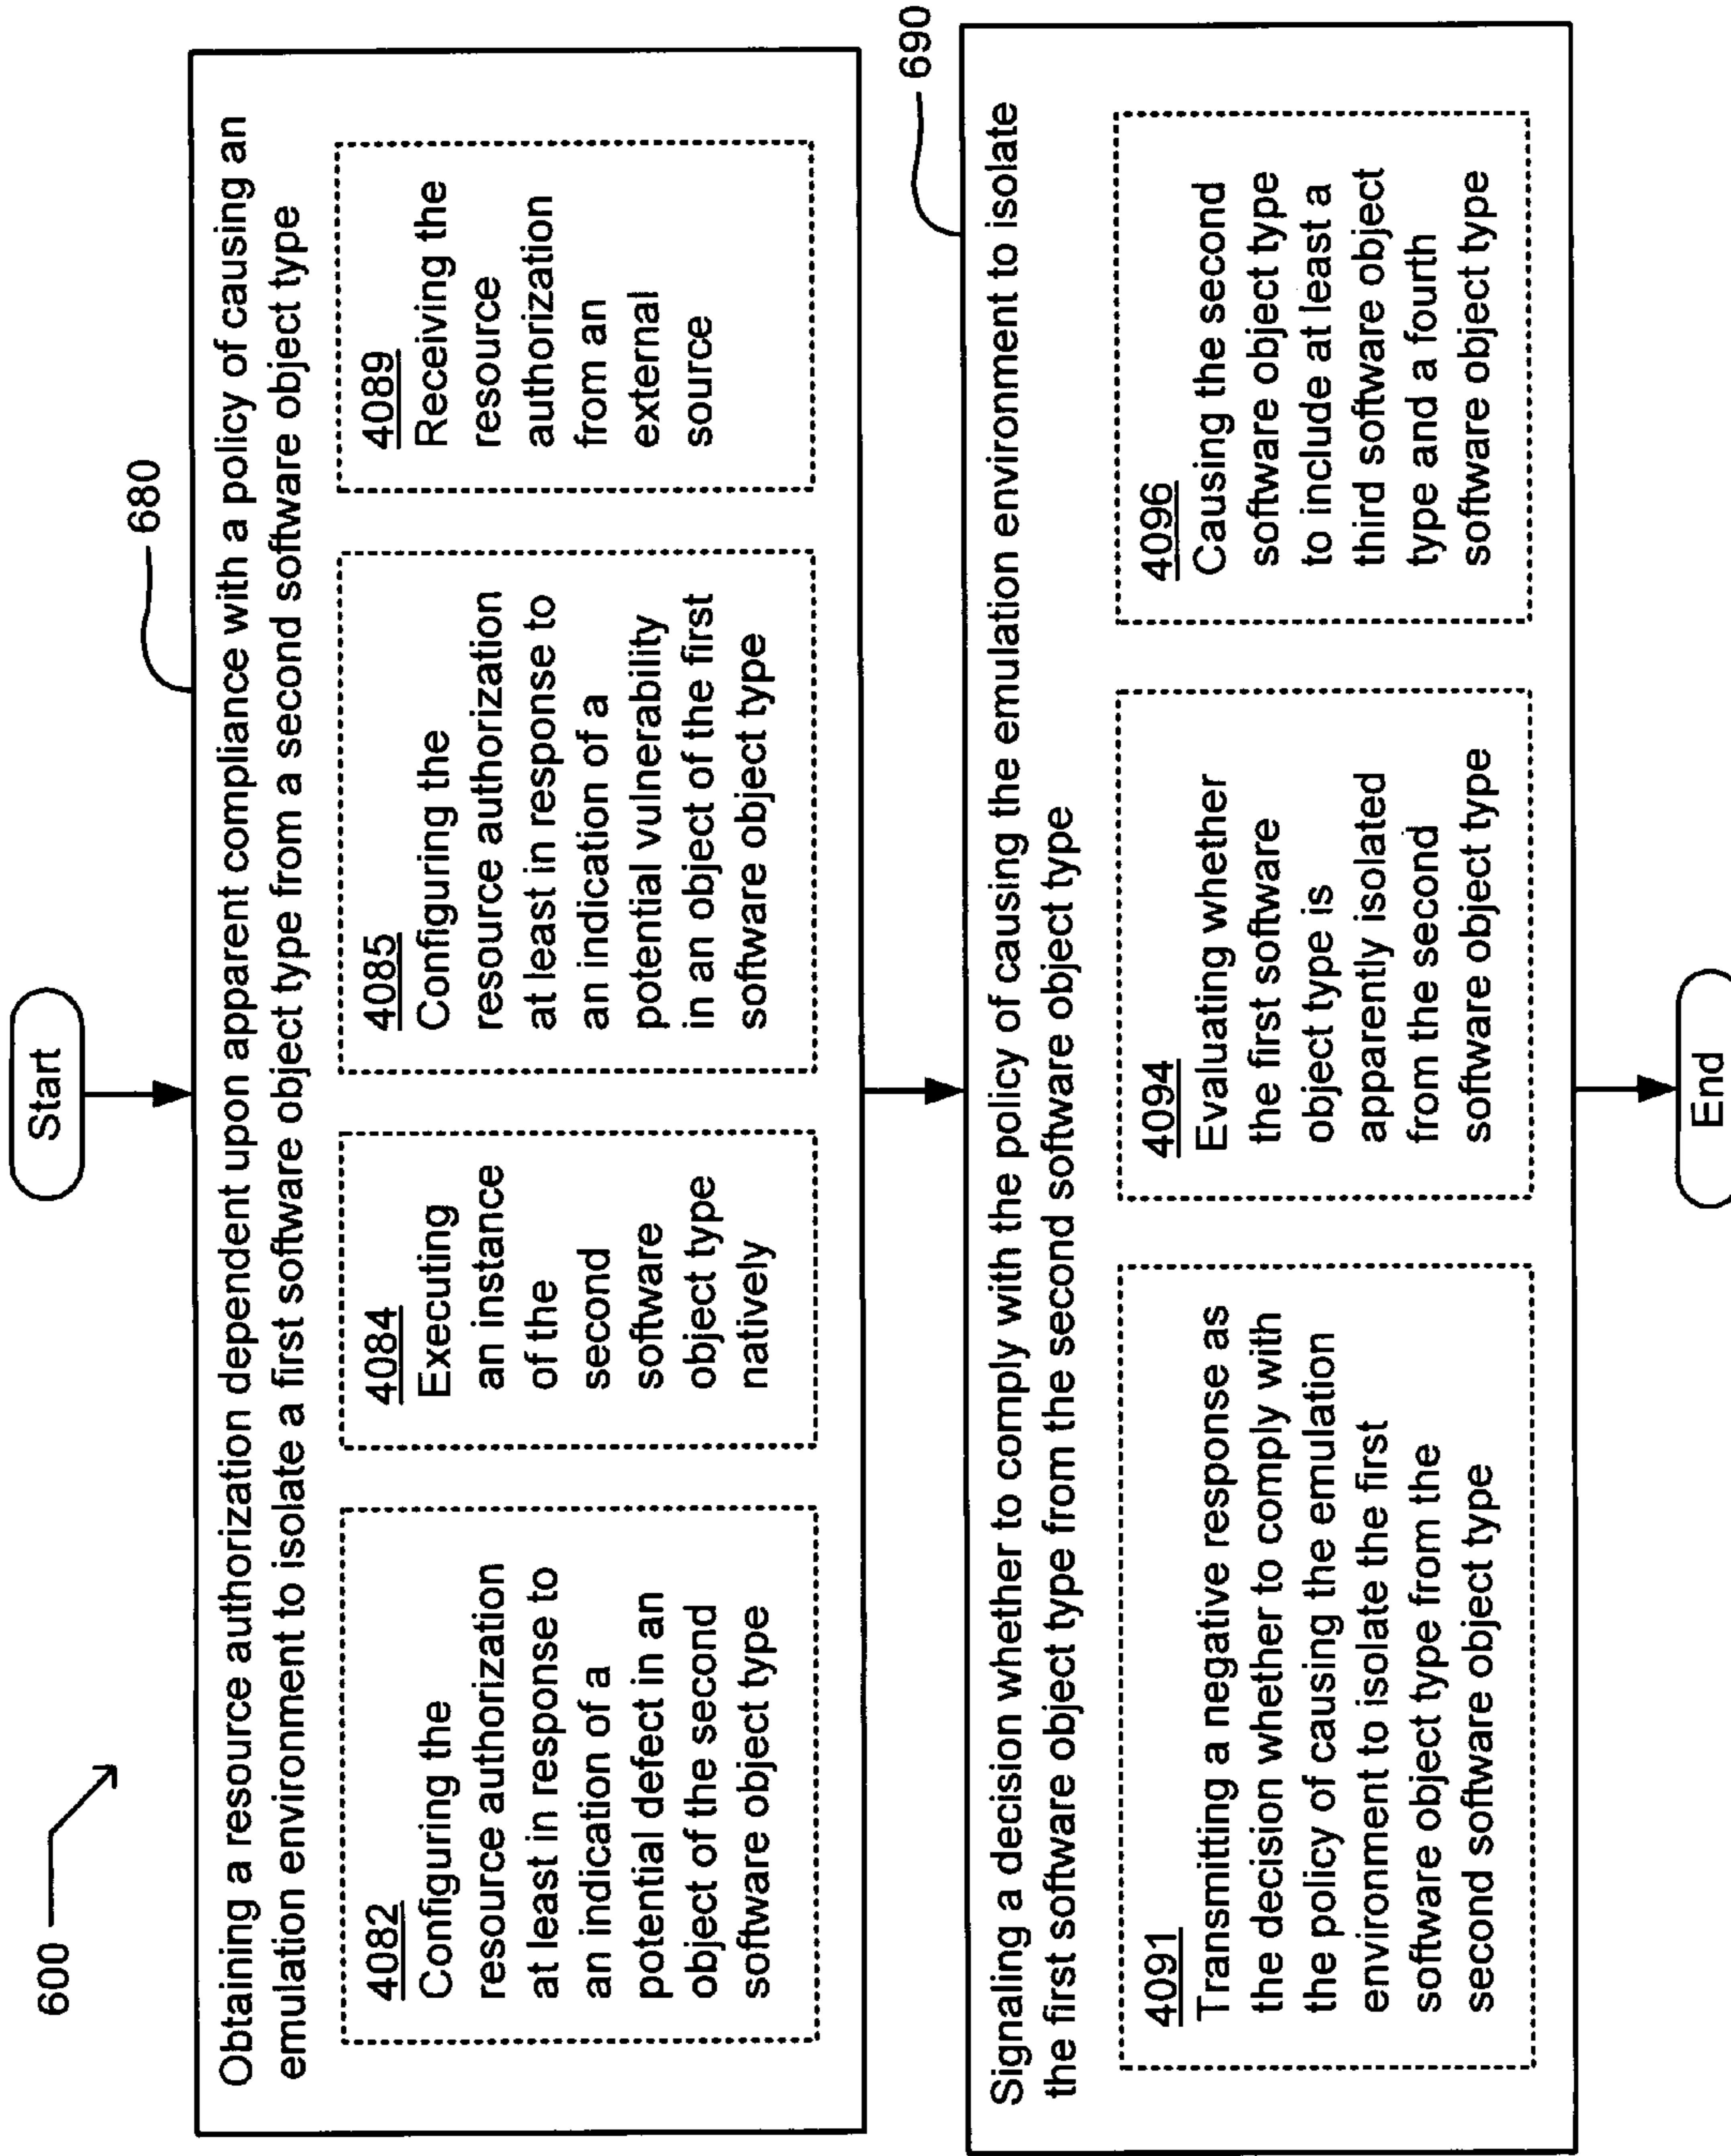 600
Start
680
Obtaining a resource authorization dependent upon apparent compliance with a policy of causing an
emulation environment to isolate a first software object type from a second software object type
4082
Configuring the
resource authorization
at least in response to
an indication of a
potential defect in an
object of the second
software object type
4084
Executing
an instance
of the
second
software
object type
natively
4085
Configuring the
resource authorization
at least in response to
an indication of a
potential vulnerability
in an object of the first
software object type
4089
Receiving the
resource
authorization
from an
external
source
690
Signaling a decision whether to comply with the policy of causing the emulation environment to isolate
the first software object type from the second software object type
4091
Transmitting a negative response as
the decision whether to comply with
the policy of causing the emulation
environment to isolate the first
software object type from the
second software object type
4094
Evaluating whether
the first software
object type is
apparently isolated
from the second
software object type
4096
Causing the second
software object type
to include at least a
third software object
type and a fourth
software object type
End